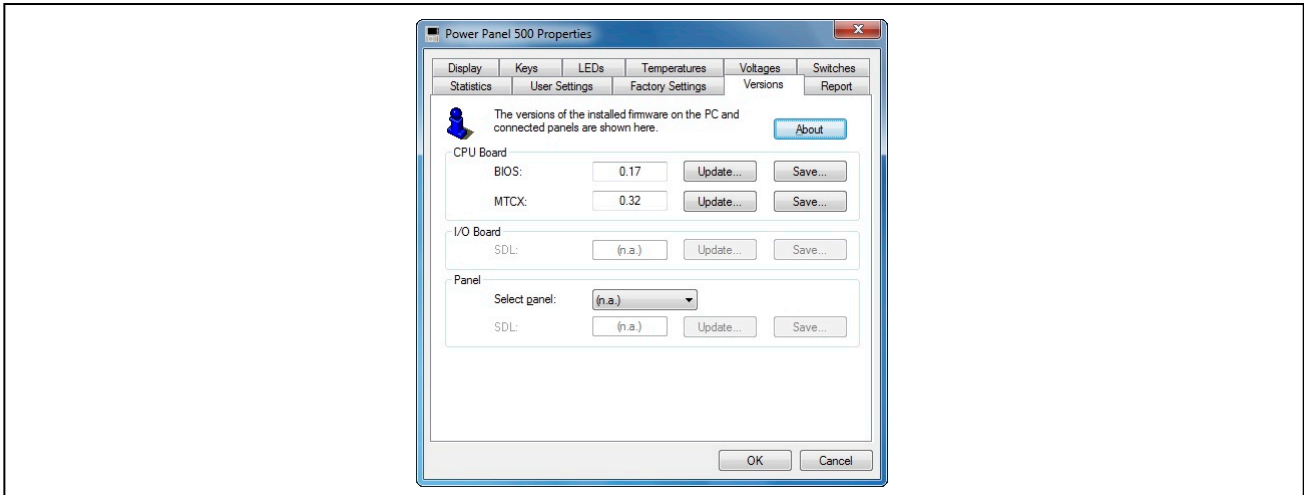 Power Panel 500 Properties
Display Keys LEDs Temperatures Voltages Switches
Statistics User Settings Factory Settings Versions Report
The versions of the installed firmware on the PC and
connected panels are shown here.
About
CPU Board
BIOS: 0.17 Update... Save...
MTCX: 0.32 Update... Save...
I/O Board
SDL: (n.a.) Update... Save...
Panel
Select panel: (n.a.)
SDL: (n.a.) Update... Save...
OK Cancel